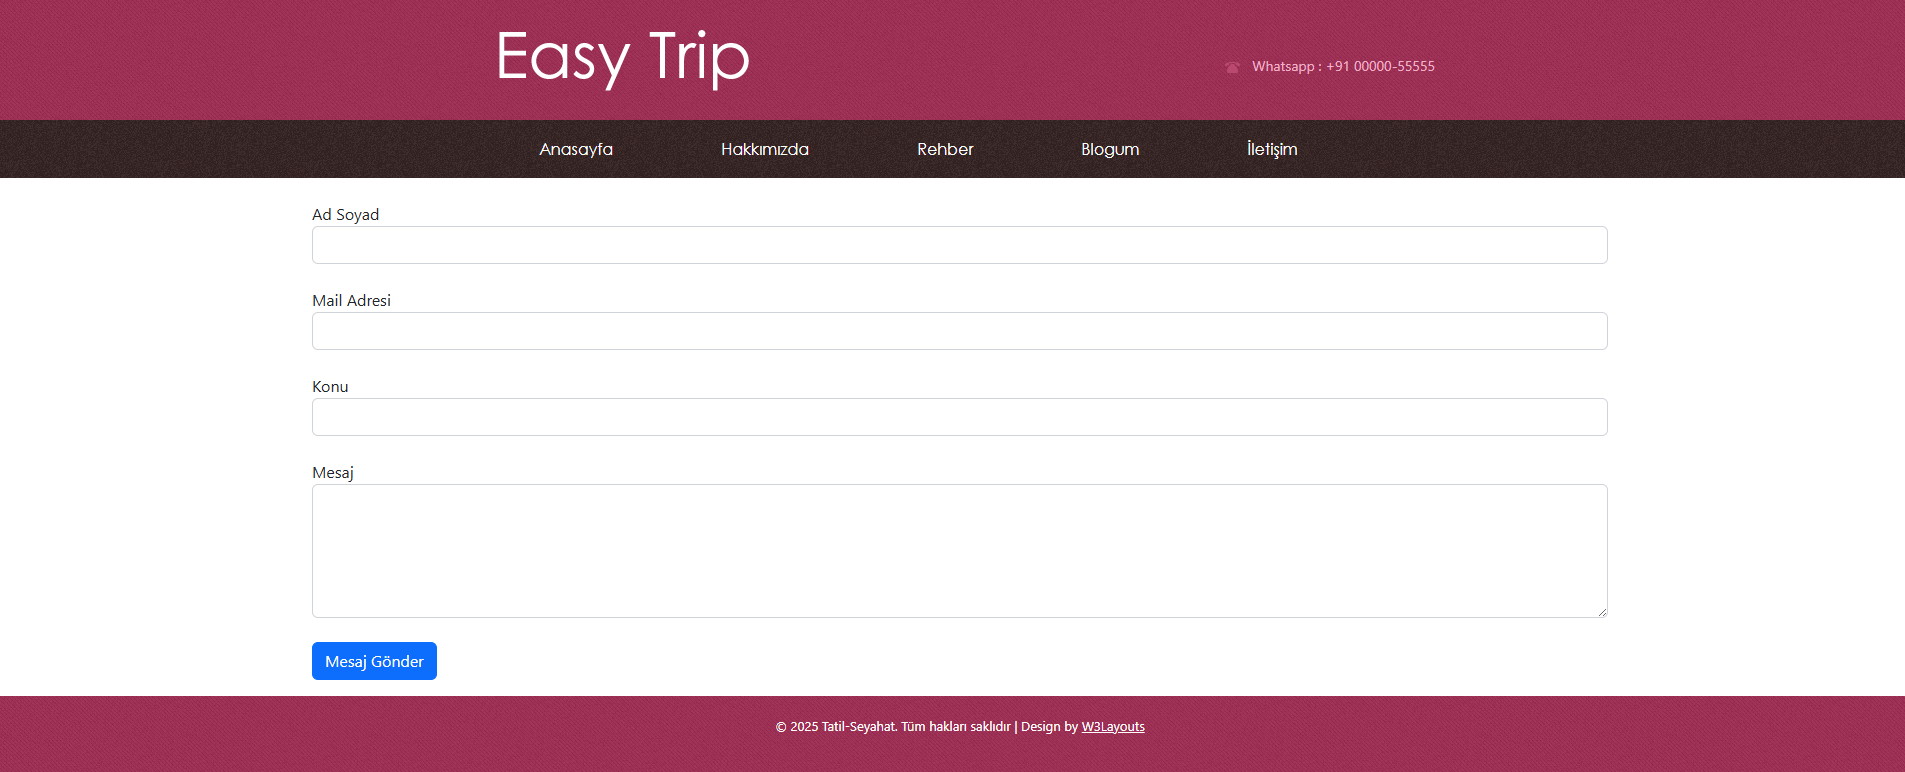 Easy Trip
Whatsapp : +91 00000-55555
Anasayfa Hakkımızda Rehber Blogum İletişim
Ad Soyad
Mail Adresi
Konu
Mesaj
Mesaj Gönder
© 2025 Tatil-Seyahat. Tüm hakları saklıdır | Design by W3Layouts